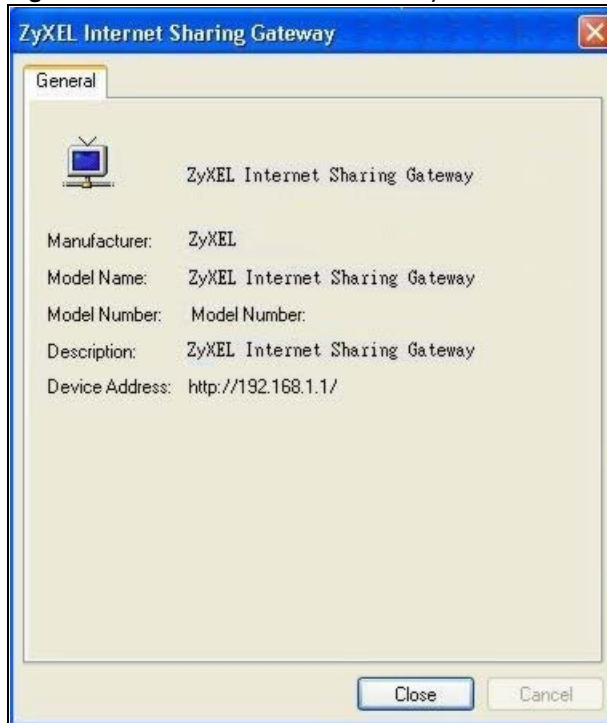 ZyXEL Internet Sharing Gateway
General
ZyXEL Internet Sharing Gateway
Manufacturer: ZyXEL
Model Name: ZyXEL Internet Sharing Gateway
Model Number: Model Number:
Description: ZyXEL Internet Sharing Gateway
Device Address: http://192.168.1.1/
Close Cancel